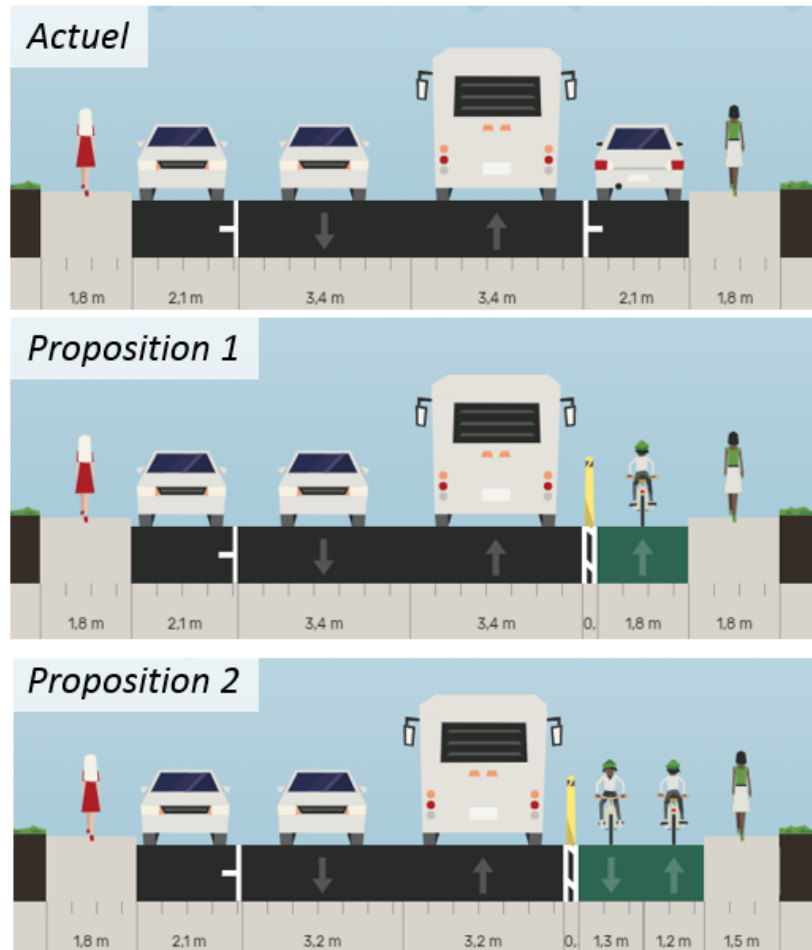 Actuel
1,8 m 2,1 m 3,4 m 3,4 m 2,1 m 1,8 m
Proposition 1
1,8 m 2,1 m 3,4 m 3,4 m 0, 1,8 m 1,8 m
Proposition 2
1,8 m 2,1 m 3,2 m 3,2 m 0, 1,3 m 1,2 m 1,5 m